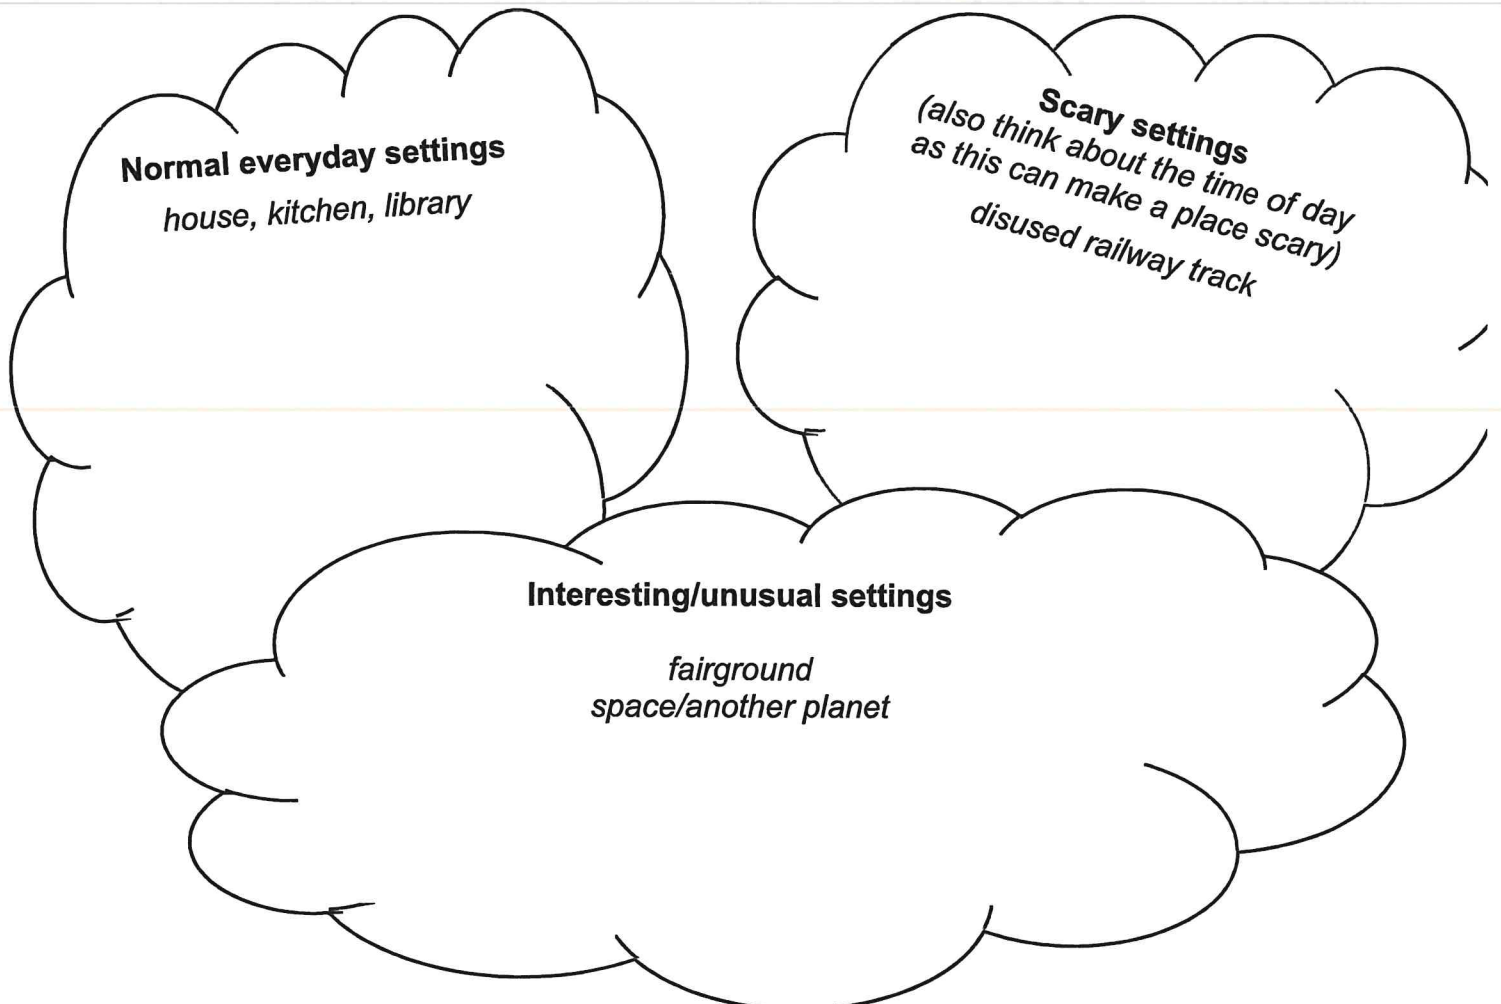 Normal everyday settings
house, kitchen, library
Scary settings
(also think about the time of day
as this can make a place scary)
disused railway track
Interesting/unusual settings
fairground
space/another planet